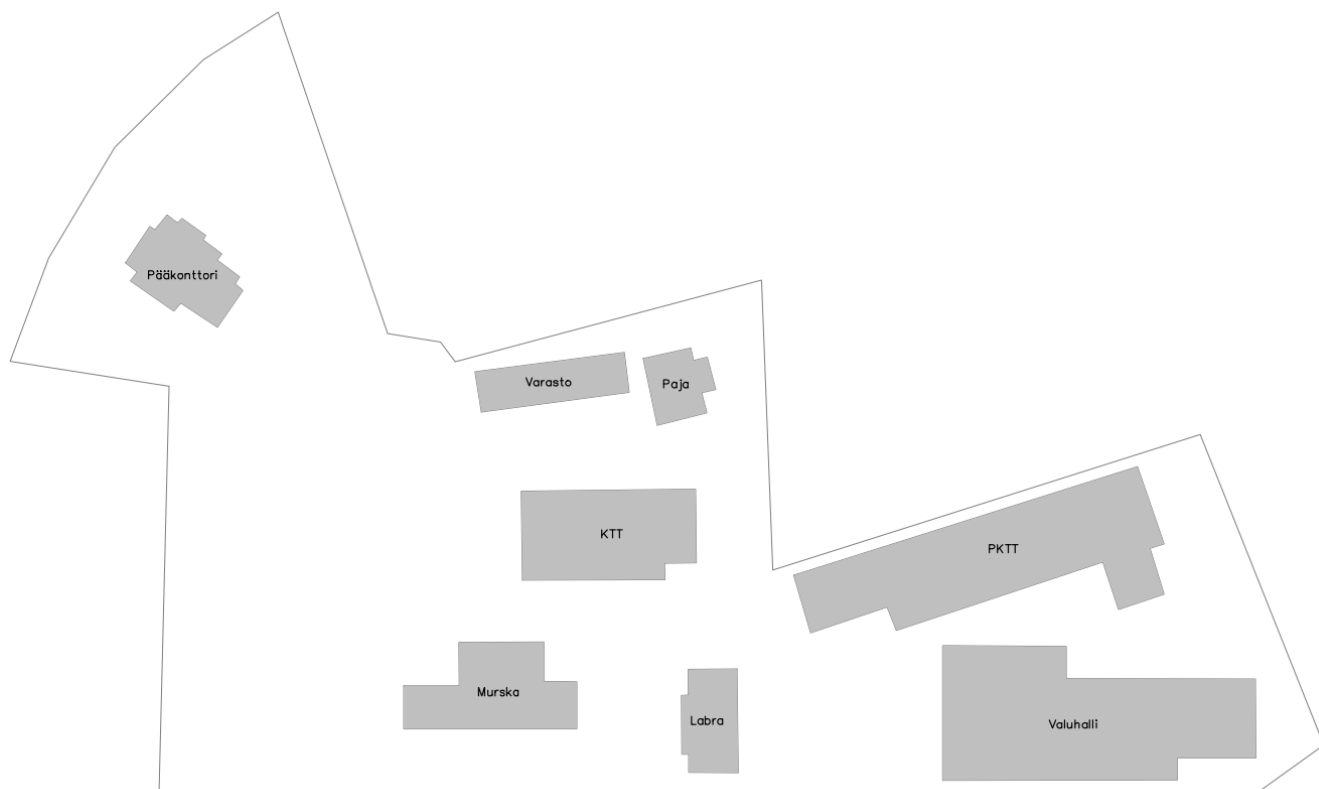 Pääkonttori
Varasto
Paja
KTT
PKTT
Murska
Labra
Valuhalli